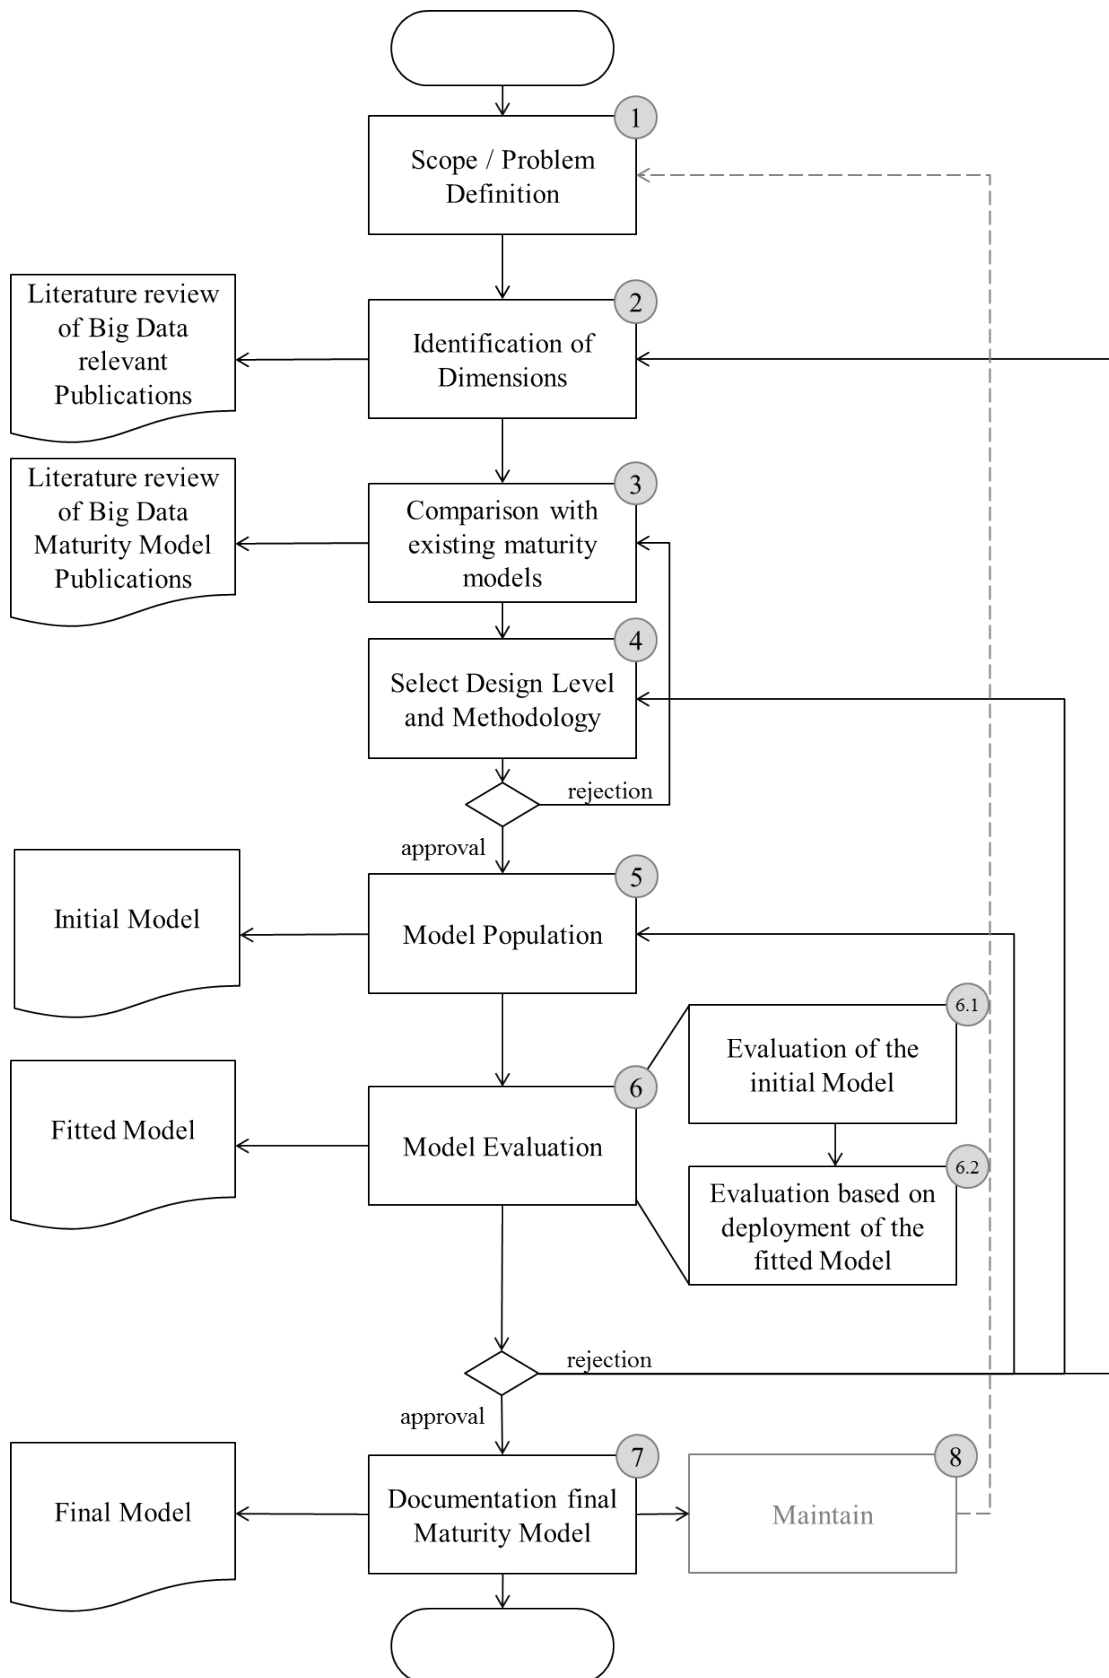 1
Scope / Problem
Definition
2
Literature review
of Big Data
relevant
Publications
Identification of
Dimensions
3
Literature review
of Big Data
Maturity Model
Publications
Comparison with
existing maturity
models
4
Select Design Level
and Methodology
rejection
approval
5
Initial Model
Model Population
6.1
Evaluation of the
initial Model
6
Fitted Model
Model Evaluation
6.2
Evaluation based on
deployment of the
fitted Model
rejection
approval
7
8
Final Model
Documentation final
Maturity Model
Maintain